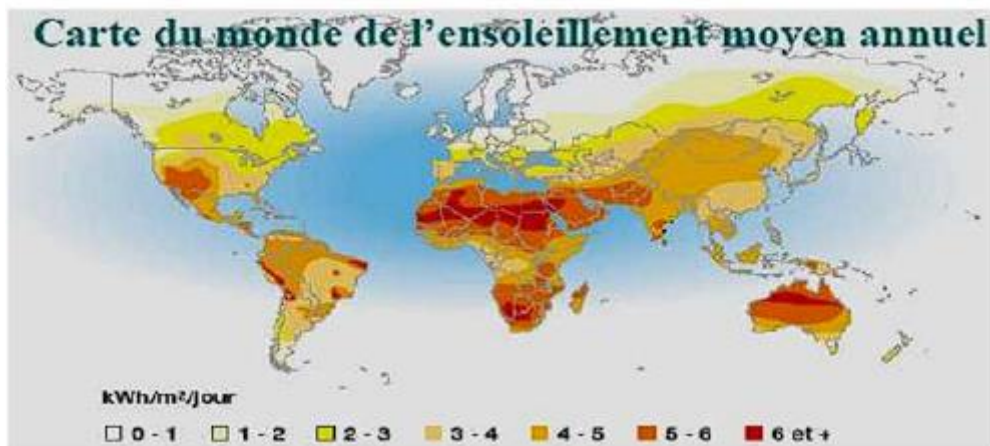 Carte du monde de l'ensoleillement moyen annuel
kWh/m²/jour
0 - 1 1 - 2 2 - 3 3 - 4 4 - 5 5 - 6 6 et +